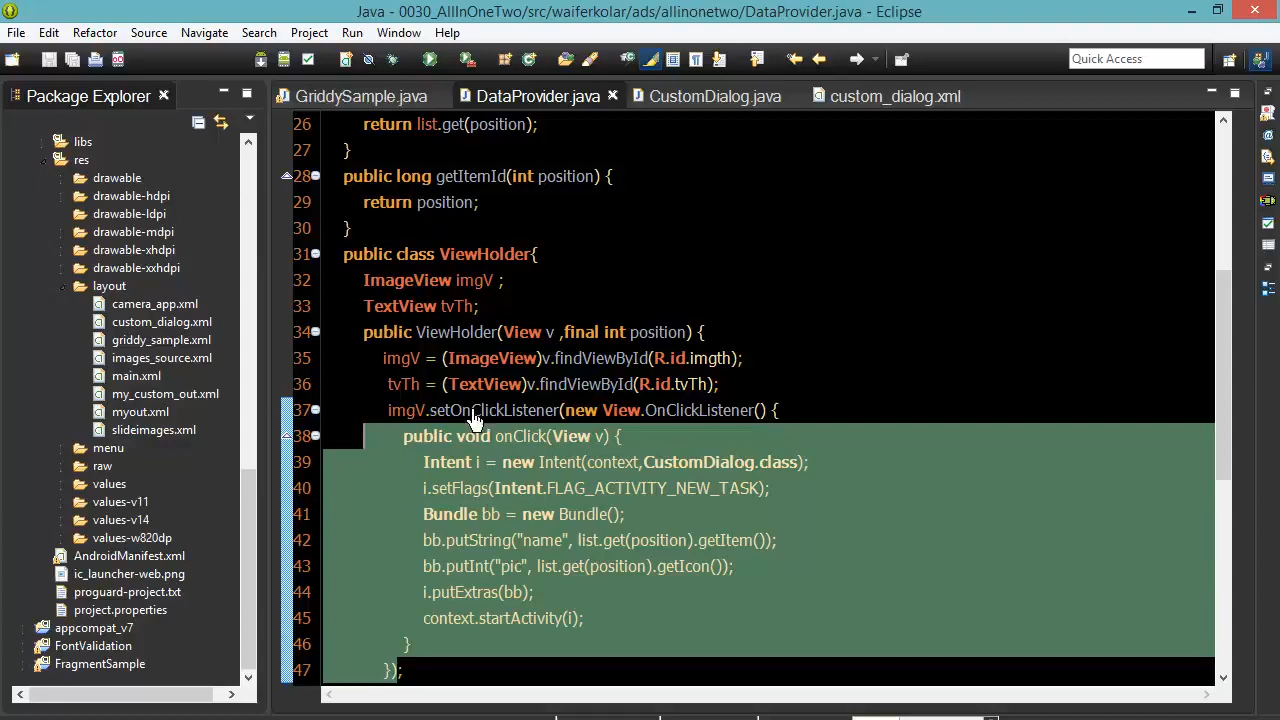 Java - 0030_AllInOneTwo/src/waiferkolar/ads/allinonetwo/DataProvider.java - Eclipse
File Edit Refactor Source Navigate Search Project Run Window Help
Quick Access
Package Explorer
GriddySample.java DataProvider.java CustomDialog.java custom_dialog.xml
libs
res
drawable
drawable-hdpi
drawable-ldpi
drawable-mdpi
drawable-xhdpi
drawable-xxhdpi
layout
camera_app.xml
custom_dialog.xml
griddy_sample.xml
images_source.xml
main.xml
my_custom_out.xml
myout.xml
slideimages.xml
menu
raw
values
values-v11
values-v14
values-w820dp
AndroidManifest.xml
ic_launcher-web.png
proguard-project.txt
project.properties
appcompat_v7
FontValidation
FragmentSample
26 return list.get(position);
27 }
28 public long getItemId(int position) {
29 return position;
30 }
31 public class ViewHolder{
32 ImageView imgV ;
33 TextView tvTh;
34 public ViewHolder(View v ,final int position) {
35 imgV = (ImageView)v.findViewById(R.id.imgth);
36 tvTh = (TextView)v.findViewById(R.id.tvTh);
37 imgV.setOnClickListener(new View.OnClickListener() {
38 public void onClick(View v) {
39 Intent i = new Intent(context,CustomDialog.class);
40 i.setFlags(Intent.FLAG_ACTIVITY_NEW_TASK);
41 Bundle bb = new Bundle();
42 bb.putString("name", list.get(position).getItem());
43 bb.putInt("pic", list.get(position).getIcon());
44 i.putExtras(bb);
45 context.startActivity(i);
46 }
47 });